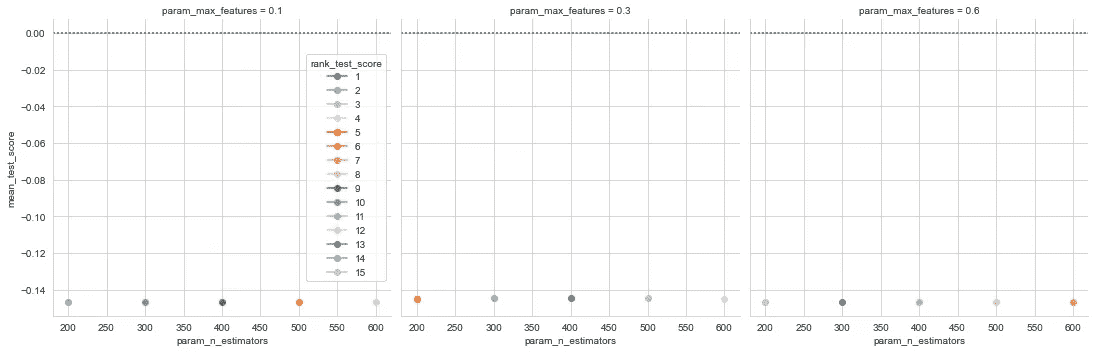 param_max_features = 0.1
param_max_features = 0.3
param_max_features = 0.6
mean_test_score
0.00
−0.02
−0.04
−0.06
−0.08
−0.10
−0.12
−0.14
rank_test_score
1
2
3
4
5
6
7
8
9
10
11
12
13
14
15
200 250 300 350 400 450 500 550 600
200 250 300 350 400 450 500 550 600
200 250 300 350 400 450 500 550 600
param_n_estimators
param_n_estimators
param_n_estimators